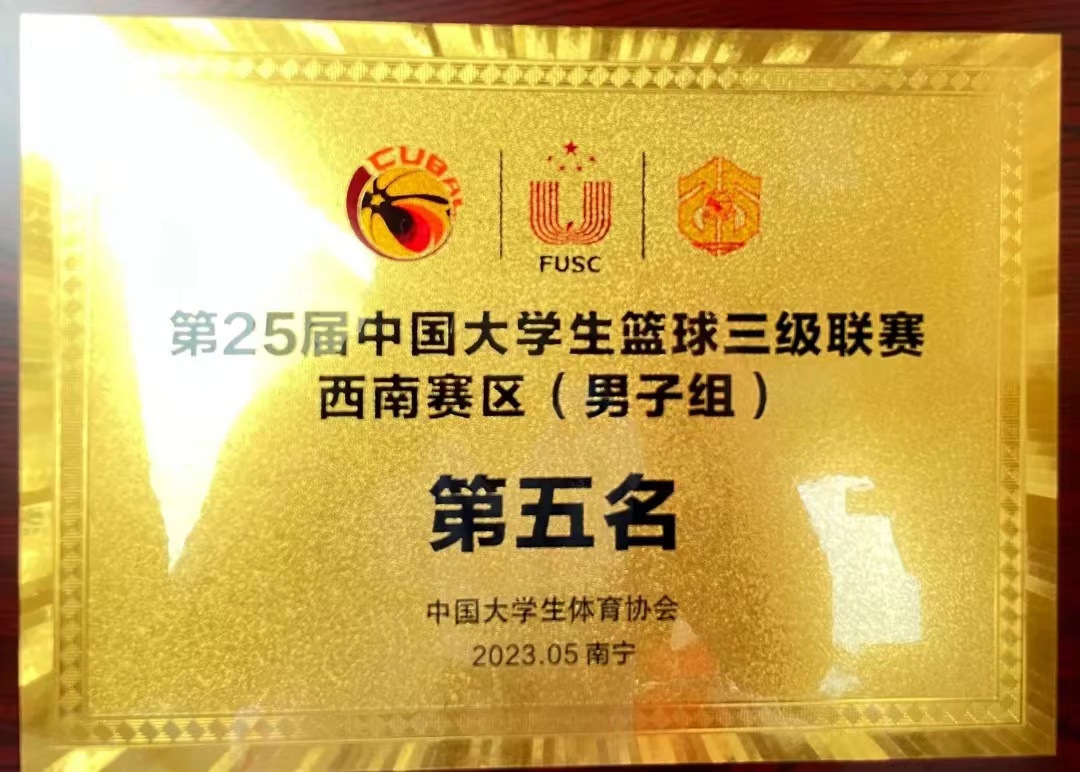 CUBAL
FUSC
第25届中国大学生篮球三级联赛
西南赛区（男子组）
第五名
中国大学生体育协会
2023.05 南宁